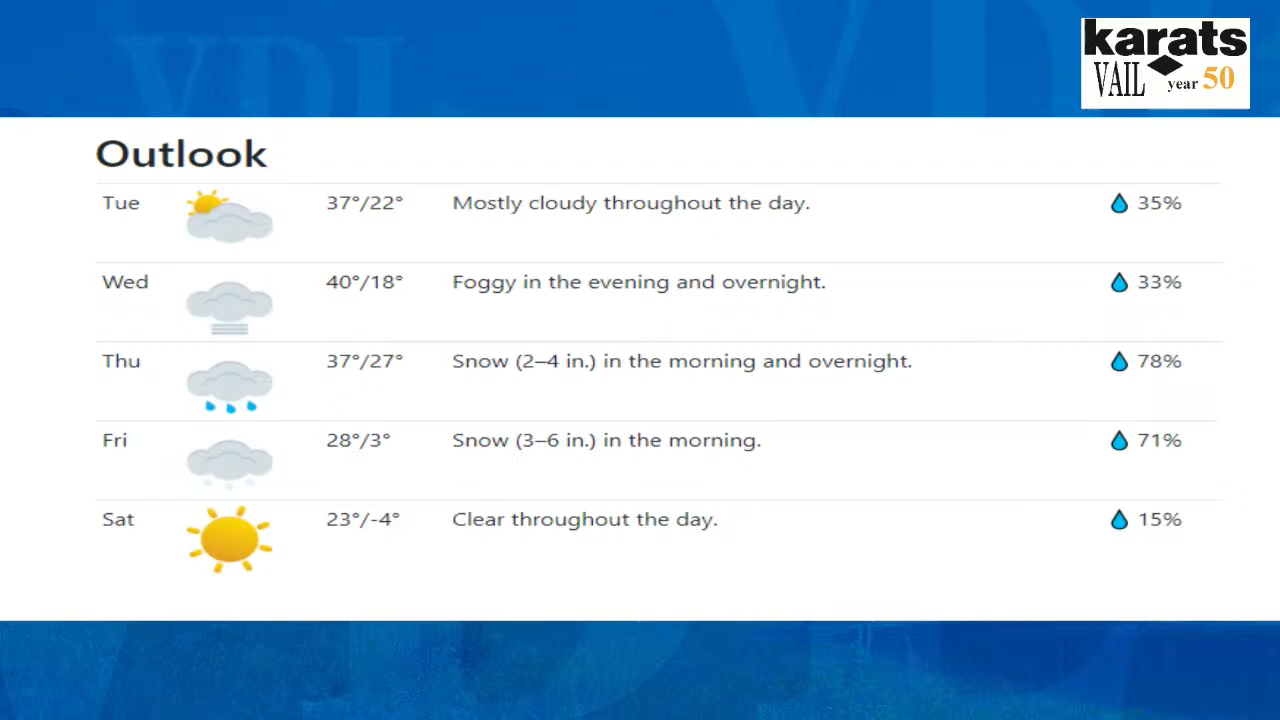 VDL
VDL
karats
VAIL year 50
Outlook
Tue 37°/22° Mostly cloudy throughout the day. 35%
Wed 40°/18° Foggy in the evening and overnight. 33%
Thu 37°/27° Snow (2–4 in.) in the morning and overnight. 78%
Fri 28°/3° Snow (3–6 in.) in the morning. 71%
Sat 23°/-4° Clear throughout the day. 15%